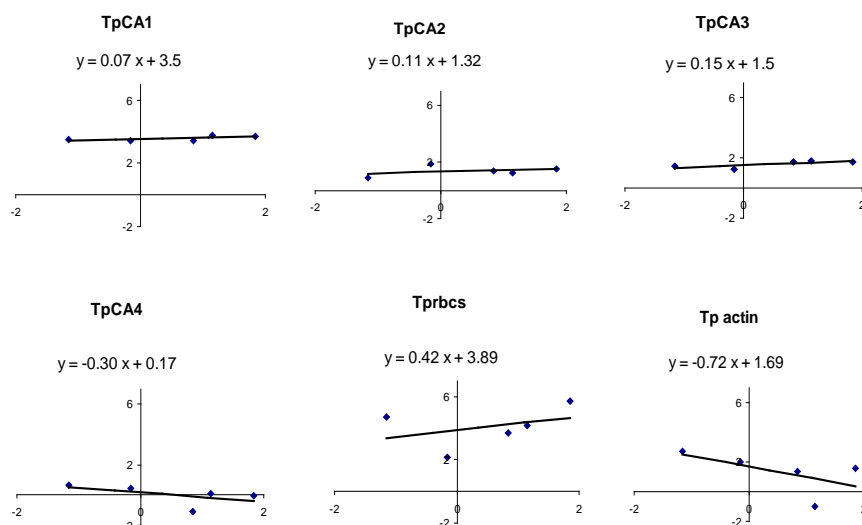 TpCA1
y = 0.07 x + 3.5
6
2
-2
2
-2
TpCA2
y = 0.11 x + 1.32
6
2
-2
0
2
-2
TpCA3
y = 0.15 x + 1.5
6
2
-2
0
2
-2
TpCA4
y = -0.30 x + 0.17
6
2
-2
0
2
Tprbcs
y = 0.42 x + 3.89
6
2
-2
0
2
-2
Tp actin
y = -0.72 x + 1.69
6
2
-2
0
2
-2